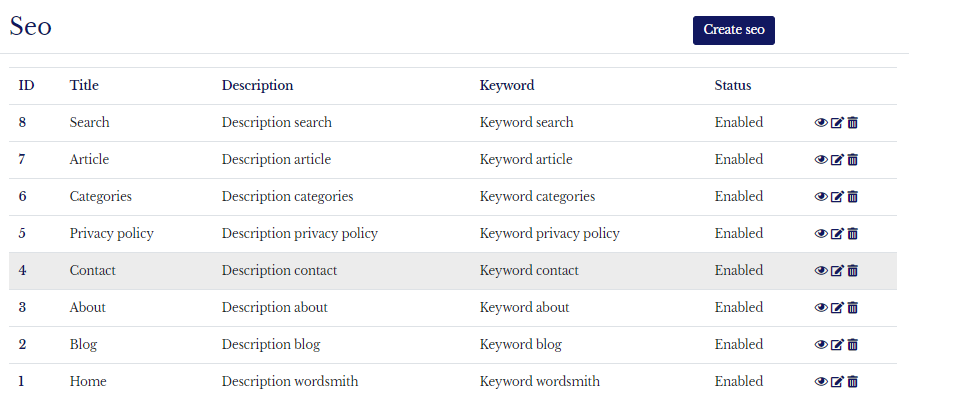 Seo
Create seo
ID Title Description Keyword Status
8 Search Description search Keyword search Enabled
7 Article Description article Keyword article Enabled
6 Categories Description categories Keyword categories Enabled
5 Privacy policy Description privacy policy Keyword privacy policy Enabled
4 Contact Description contact Keyword contact Enabled
3 About Description about Keyword about Enabled
2 Blog Description blog Keyword blog Enabled
1 Home Description wordsmith Keyword wordsmith Enabled